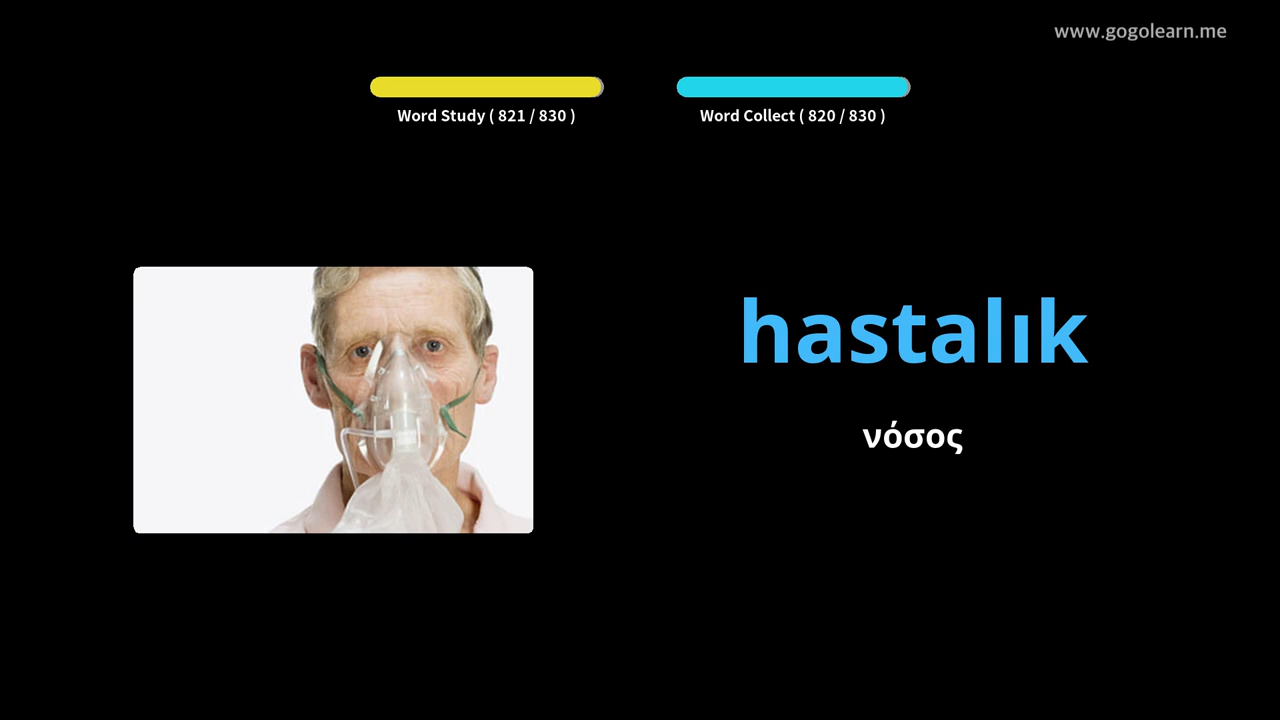 www.gogolearn.me
Word Study ( 821 / 830 )
Word Collect ( 820 / 830 )
hastalık
νόσος